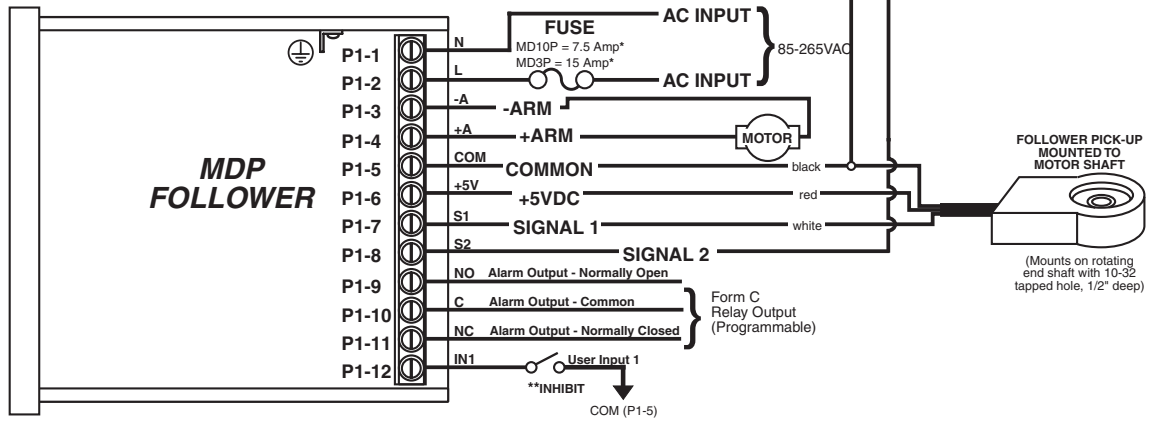 AC INPUT
FUSE
MD10P = 7.5 Amp*
MD3P = 15 Amp*
85-265VAC
AC INPUT
P1-1 N
P1-2 L
P1-3 -A -ARM
P1-4 +A +ARM MOTOR
P1-5 COM COMMON black
P1-6 +5V +5VDC red
P1-7 S1 SIGNAL 1 white
P1-8 S2 SIGNAL 2
P1-9 NO Alarm Output - Normally Open
P1-10 C Alarm Output - Common
P1-11 NC Alarm Output - Normally Closed
P1-12 IN1 User Input 1
**INHIBIT
COM (P1-5)
MDP
FOLLOWER
Form C
Relay Output
(Programmable)
FOLLOWER PICK-UP
MOUNTED TO
MOTOR SHAFT
(Mounts on rotating
end shaft with 10-32
tapped hole, 1/2" deep)